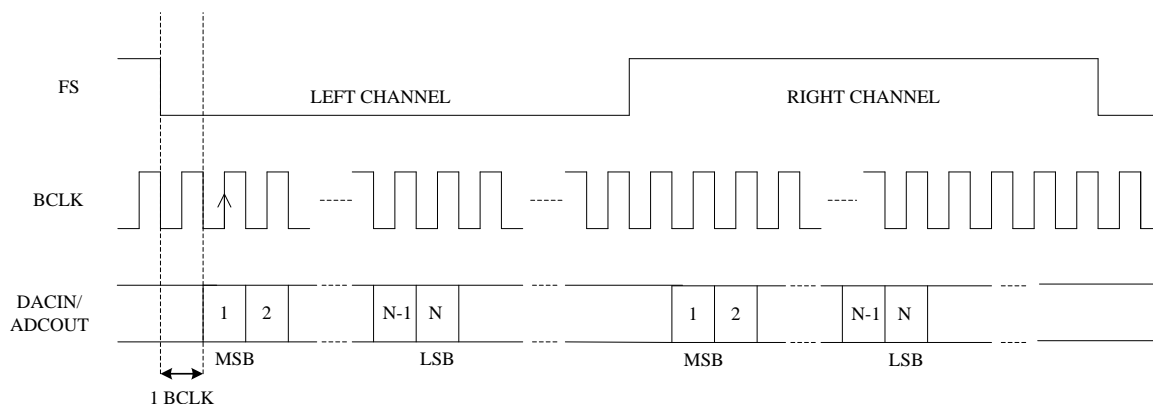 FS
LEFT CHANNEL
RIGHT CHANNEL
BCLK
DACIN/
ADCOUT
1 2 N-1 N 1 2 N-1 N
MSB LSB MSB LSB
1 BCLK